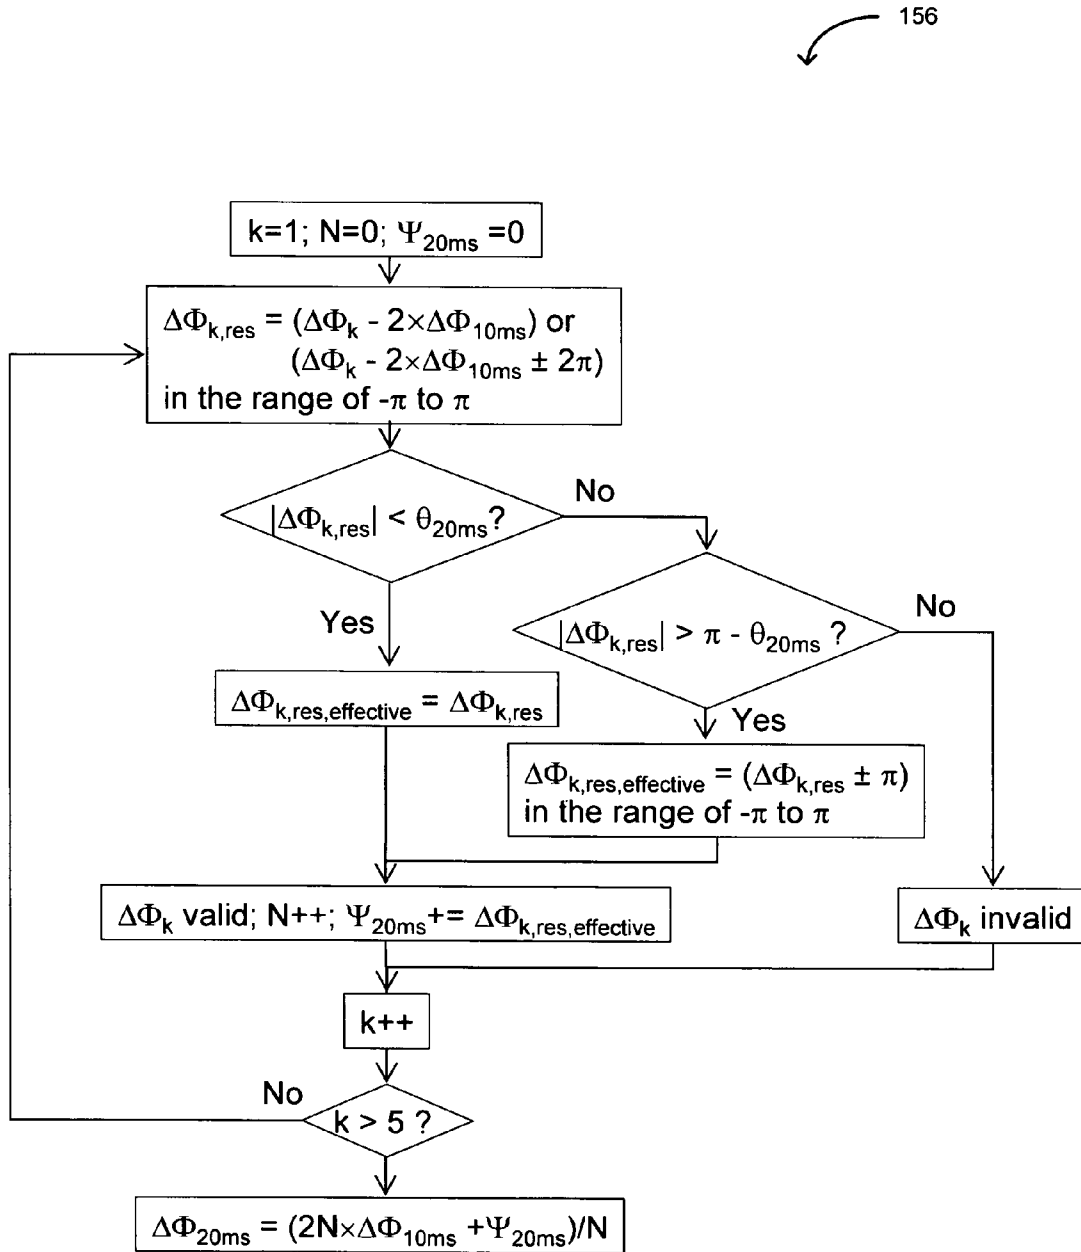 156
k=1; N=0; Ψ20ms =0
ΔΦk,res = (ΔΦk - 2×ΔΦ10ms) or
(ΔΦk - 2×ΔΦ10ms ± 2π)
in the range of -π to π
|ΔΦk,res| < θ20ms?
No
Yes
|ΔΦk,res| > π - θ20ms ?
No
Yes
ΔΦk,res,effective = ΔΦk,res
ΔΦk,res,effective = (ΔΦk,res ± π)
in the range of -π to π
ΔΦk valid; N++; Ψ20ms+= ΔΦk,res,effective
ΔΦk invalid
k++
No
k > 5 ?
ΔΦ20ms = (2N×ΔΦ10ms +Ψ20ms)/N